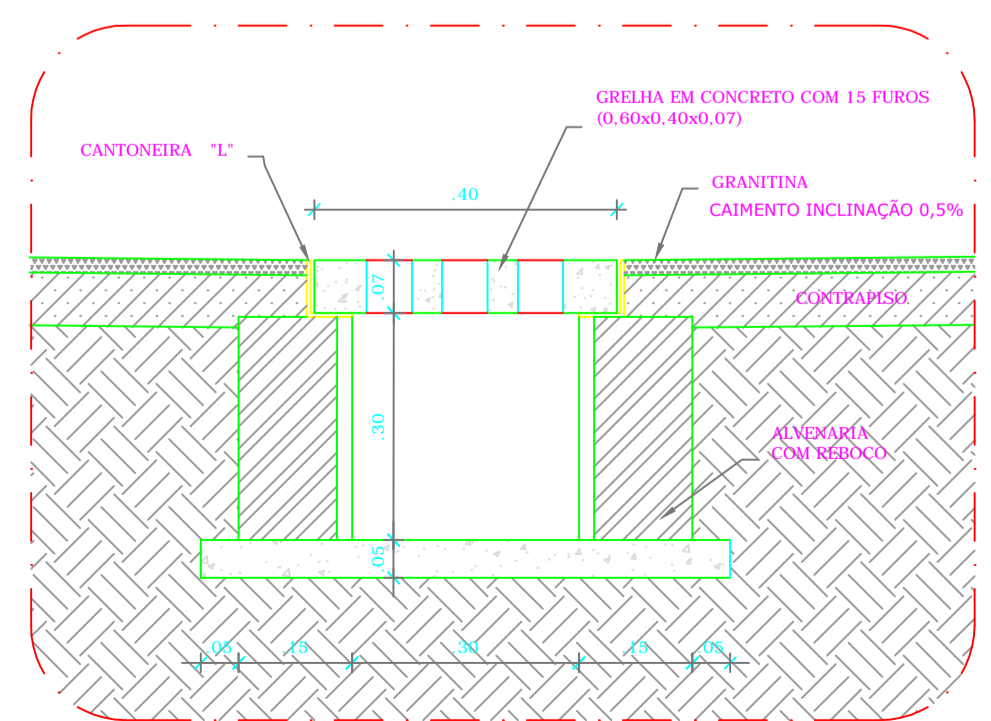 GRELHA EM CONCRETO COM 15 FUROS
(0,60x0,40x0,07)
CANTONEIRA "L"
GRANITINA
CAIMENTO INCLINAÇÃO 0,5%
.40
.07
CONTRAPISO
.30
ALVENARIA
COM REBOCO
.05
.05 .15 .30 .15 .05